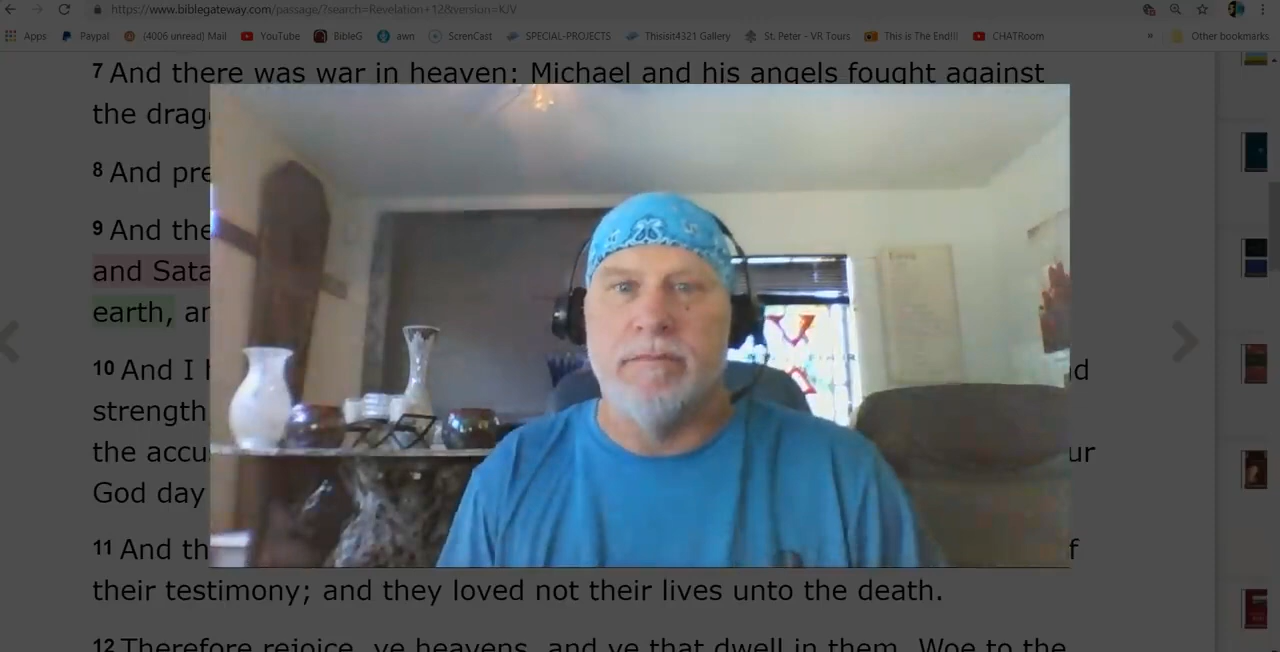 https://www.biblegateway.com/passage/?search=Revelation+12&version=KJV
Apps Paypal (4006 unread) Mail YouTube BibleG awn ScrenCast SPECIAL-PROJECTS Thisisit4321 Gallery St. Peter - VR Tours This is The End!!! CHATRoom » Other bookmarks
7 And there was war in heaven: Michael and his angels fought against
the drag
8 And pre
9 And the
and Sata
earth, an
10 And I h d
strength
the accu ur
God day
11 And th f
their testimony; and they loved not their lives unto the death.
12 Therefore rejoice, ye heavens, and ye that dwell in them. Woe to the